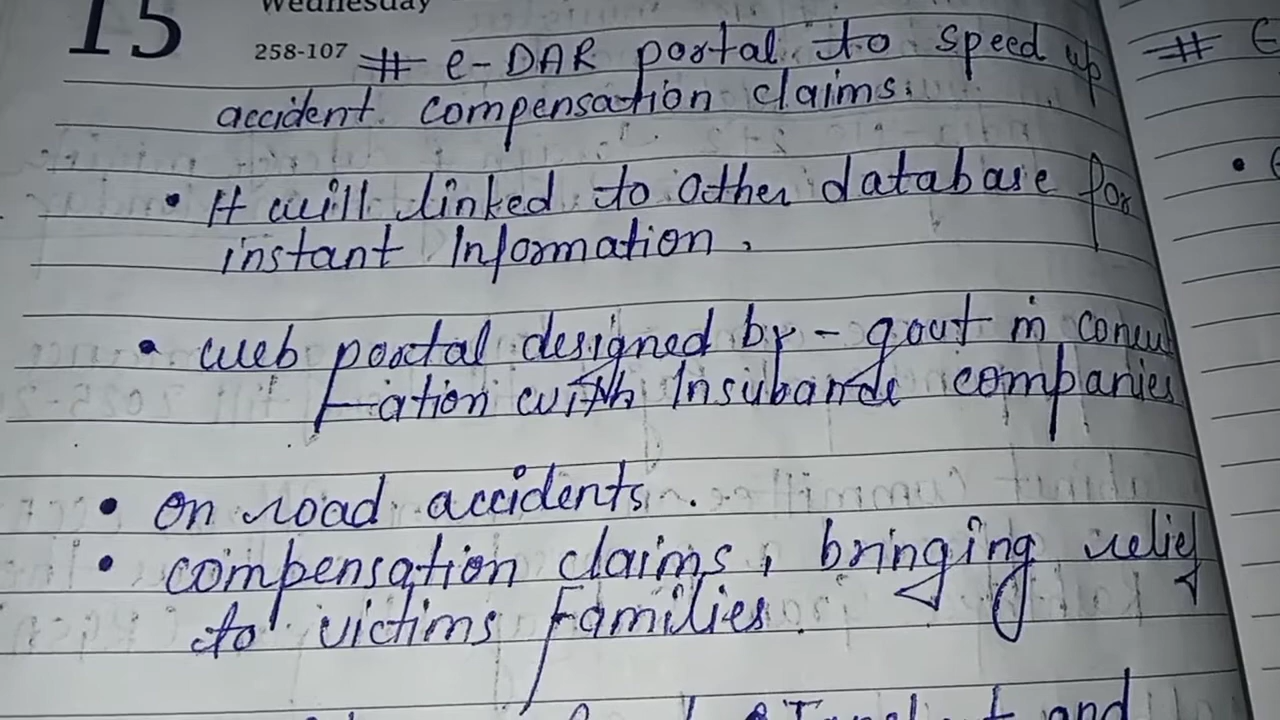 15 Wednesday
258-107 # e-DAR portal to speed up
accident compensation claims.
• It will linked to other database for
instant Information.
• web portal designed by - govt in consul
tation with Insubance companies
• on road accidents.
• compensation claims, bringing relief
to victims families.
and
#